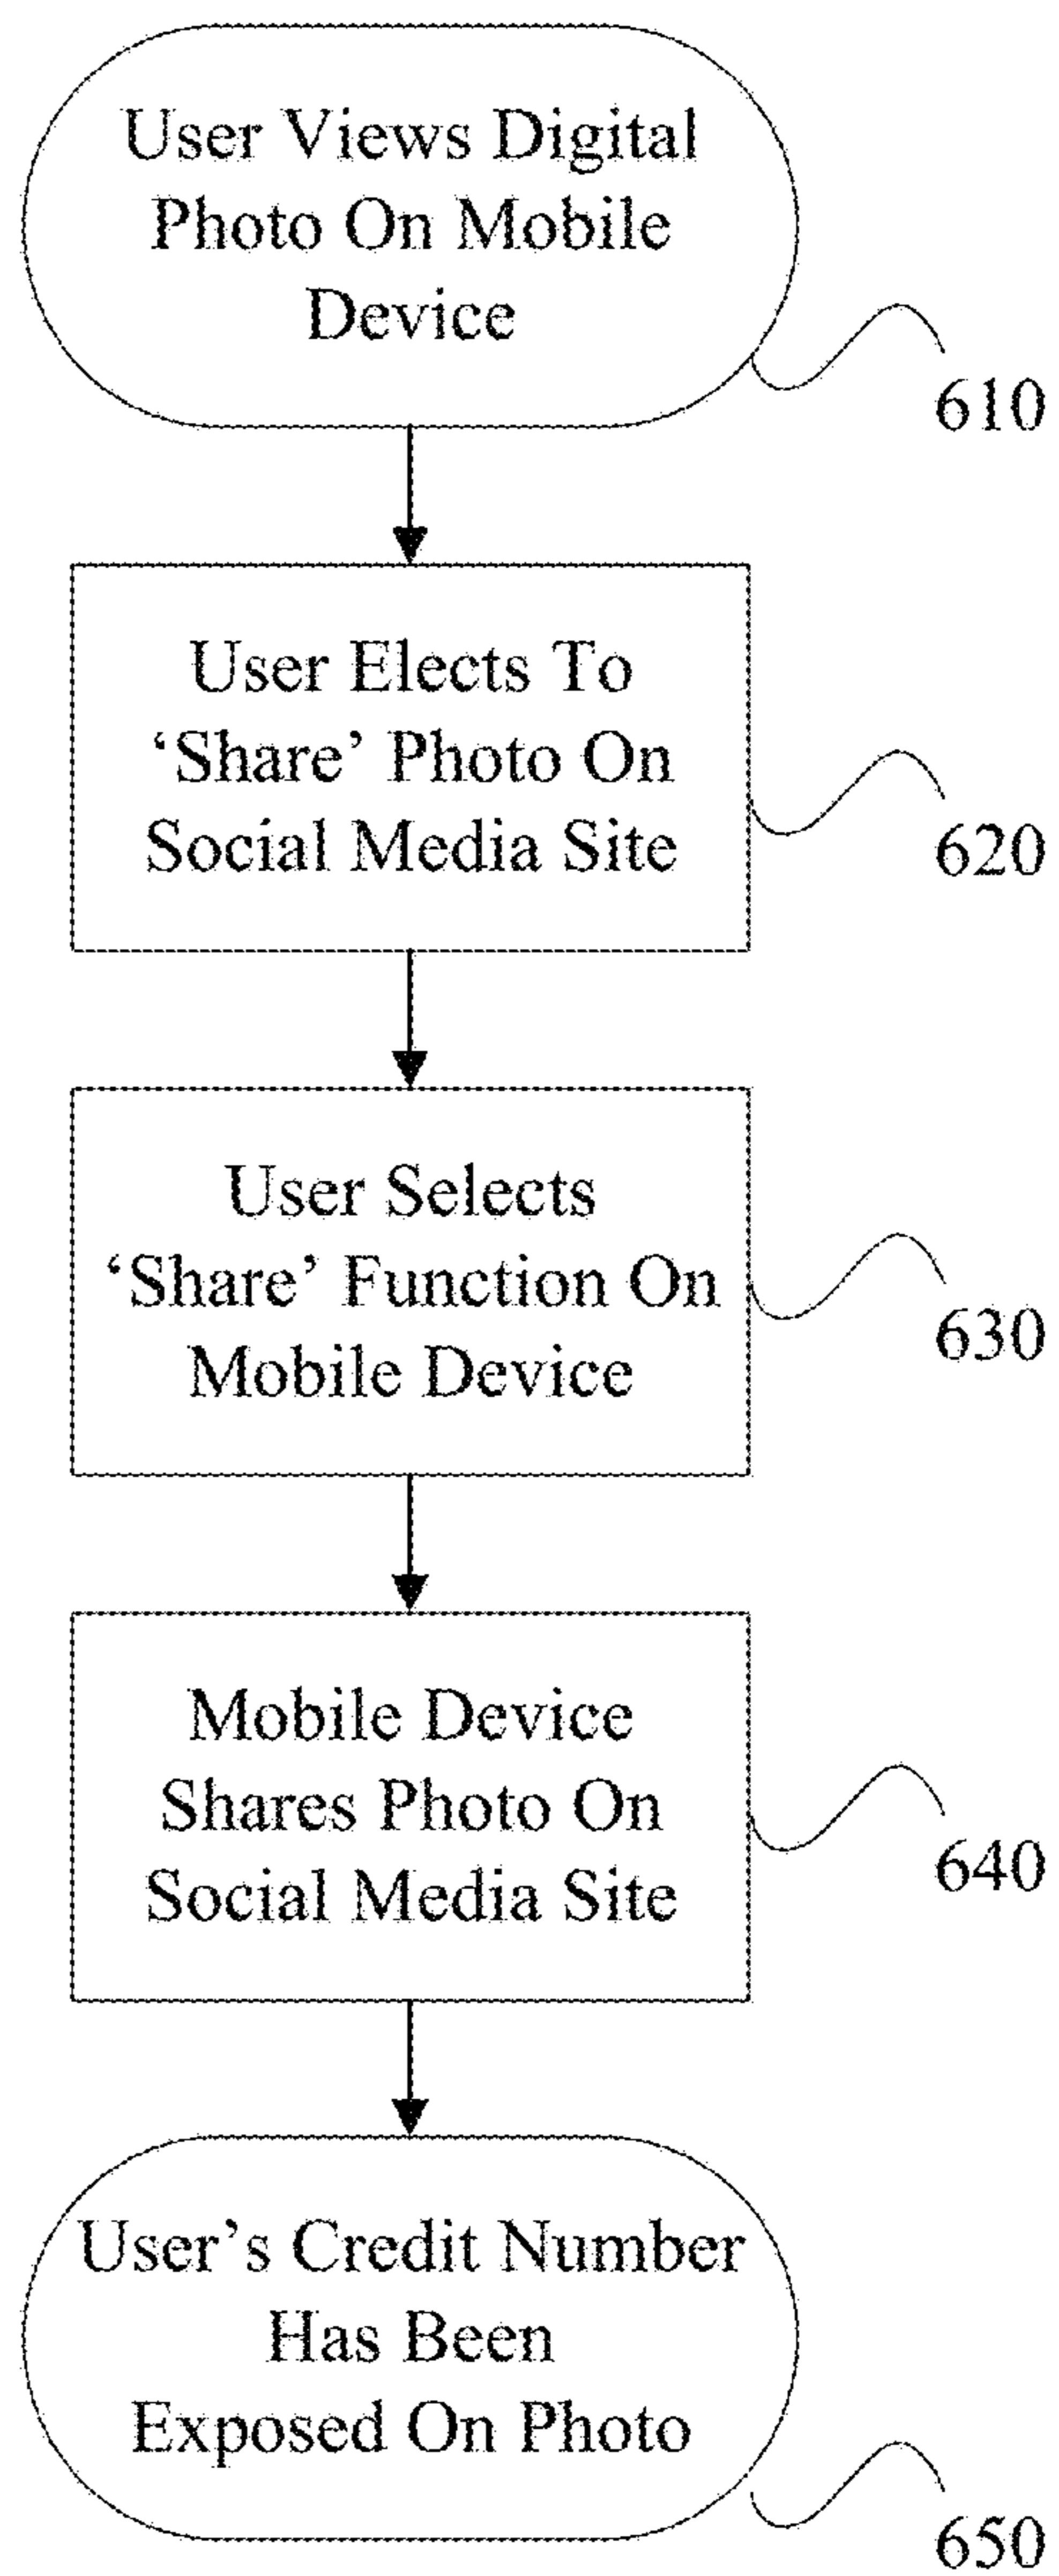 User Views Digital
Photo On Mobile
Device
610
User Elects To
‘Share’ Photo On
Social Media Site
620
User Selects
‘Share’ Function On
Mobile Device
630
Mobile Device
Shares Photo On
Social Media Site
640
User’s Credit Number
Has Been
Exposed On Photo
650